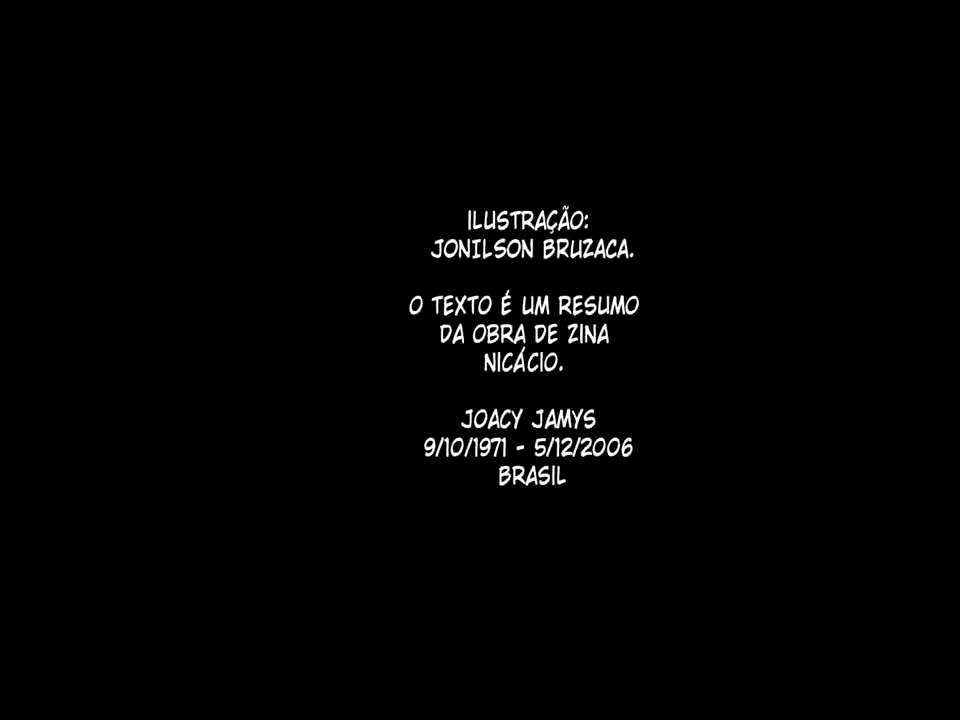 ILUSTRAÇÃO:
JONILSON BRUZACA.
O TEXTO É UM RESUMO
DA OBRA DE ZINA
NICÁCIO.
JOACY JAMYS
9/10/1971 - 5/12/2006
BRASIL